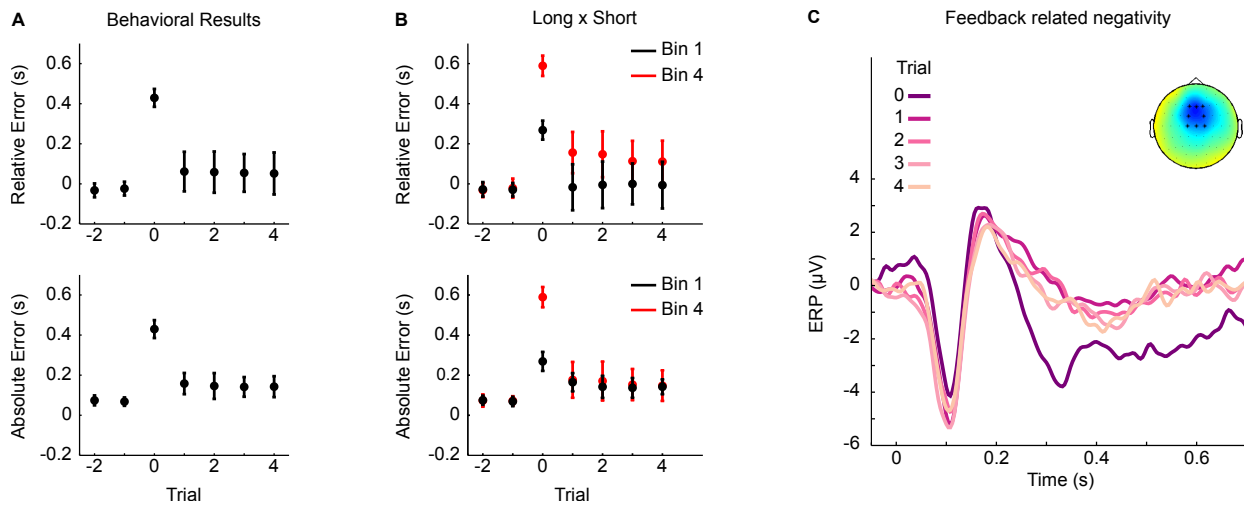 A
Behavioral Results
Relative Error (s)
0.6
0.4
0.2
0
-0.2
-2
0
2
4
Absolute Error (s)
0.6
0.4
0.2
0
-0.2
-2
0
2
4
Trial
B
Long x Short
Bin 1
Bin 4
Relative Error (s)
0.6
0.4
0.2
0
-0.2
-2
0
2
4
Bin 1
Bin 4
Absolute Error (s)
0.6
0.4
0.2
0
-0.2
-2
0
2
4
Trial
C
Feedback related negativity
Trial
0
1
2
3
4
ERP (μV)
4
2
0
-2
-4
-6
0
0.2
0.4
0.6
Time (s)